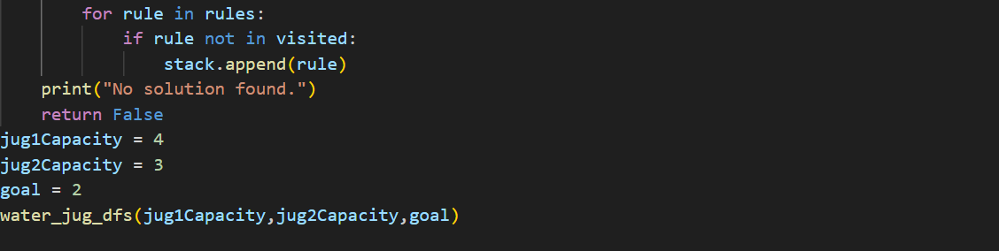 for rule in rules:
if rule not in visited:
stack.append(rule)
print("No solution found.")
return False
jug1Capacity = 4
jug2Capacity = 3
goal = 2
water_jug_dfs(jug1Capacity,jug2Capacity,goal)